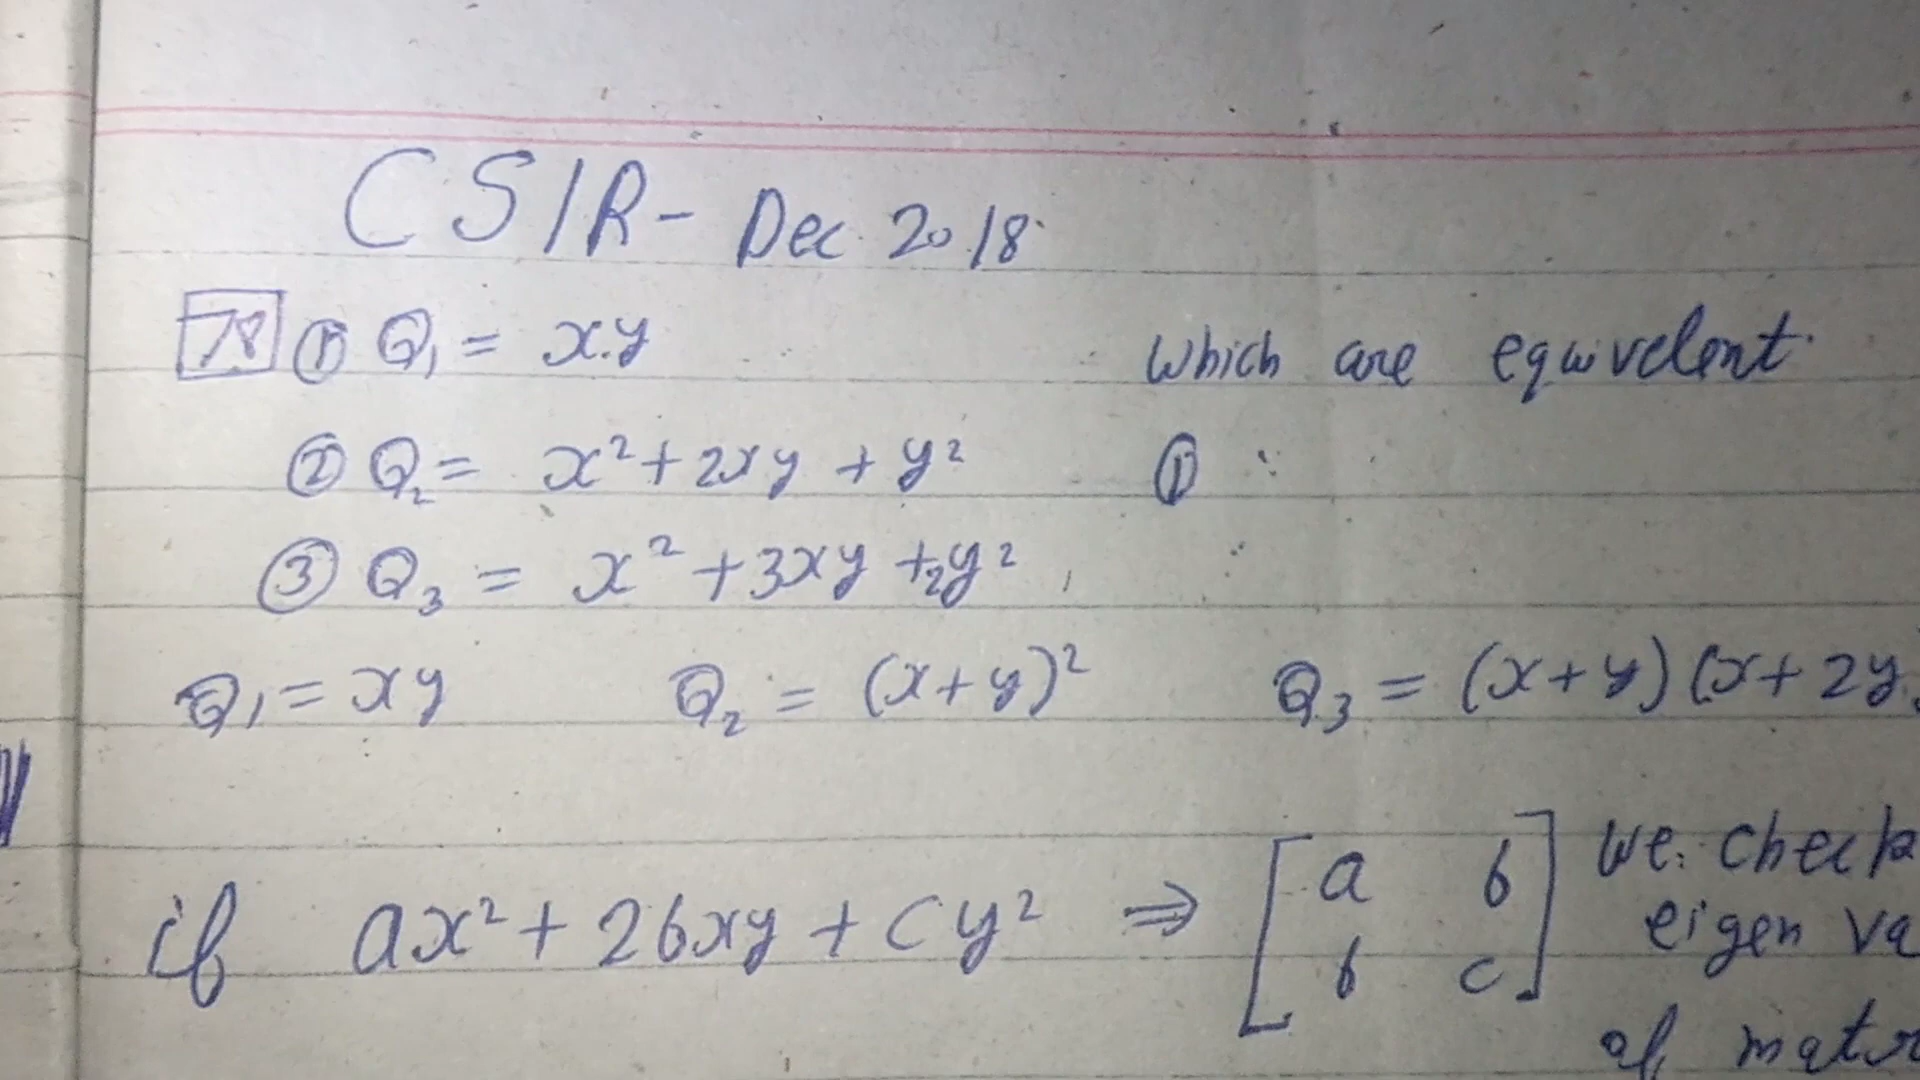 CSIR- Dec 2018
78 ① Q₁ = x.y which are equivelent
② Q₂ = x² + 2xy + y² ①
③ Q₃ = x² + 3xy + 2y²
Q₁ = xy Q₂ = (x+y)² Q₃ = (x+y)(x+2y
if ax² + 2bxy + cy² ⇒ [a b we check
b c] eigen va
of matr